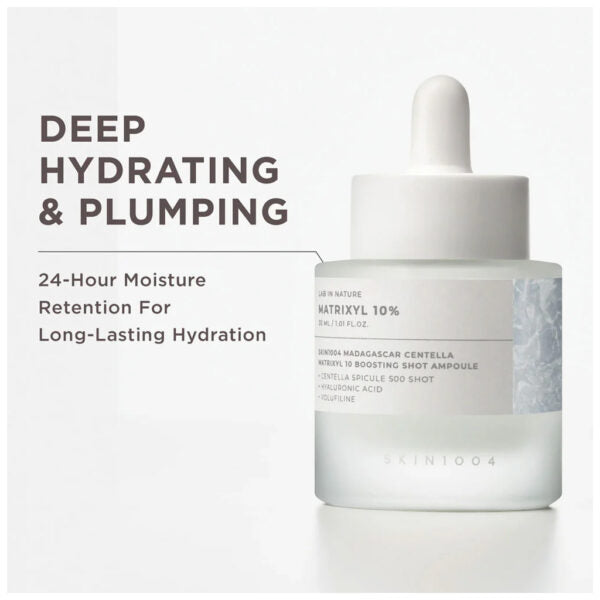 DEEP
HYDRATING
& PLUMPING
24-Hour Moisture
Retention For
Long-Lasting Hydration
LAB IN NATURE
MATRIXYL 10%
30 ML / 1.01 FL.OZ.
SKIN1004 MADAGASCAR CENTELLA
MATRIXYL 10 BOOSTING SHOT AMPOULE
+ CENTELLA SPICULE 500 SHOT
+ HYALURONIC ACID
+ VOLUFILINE
SKIN1004